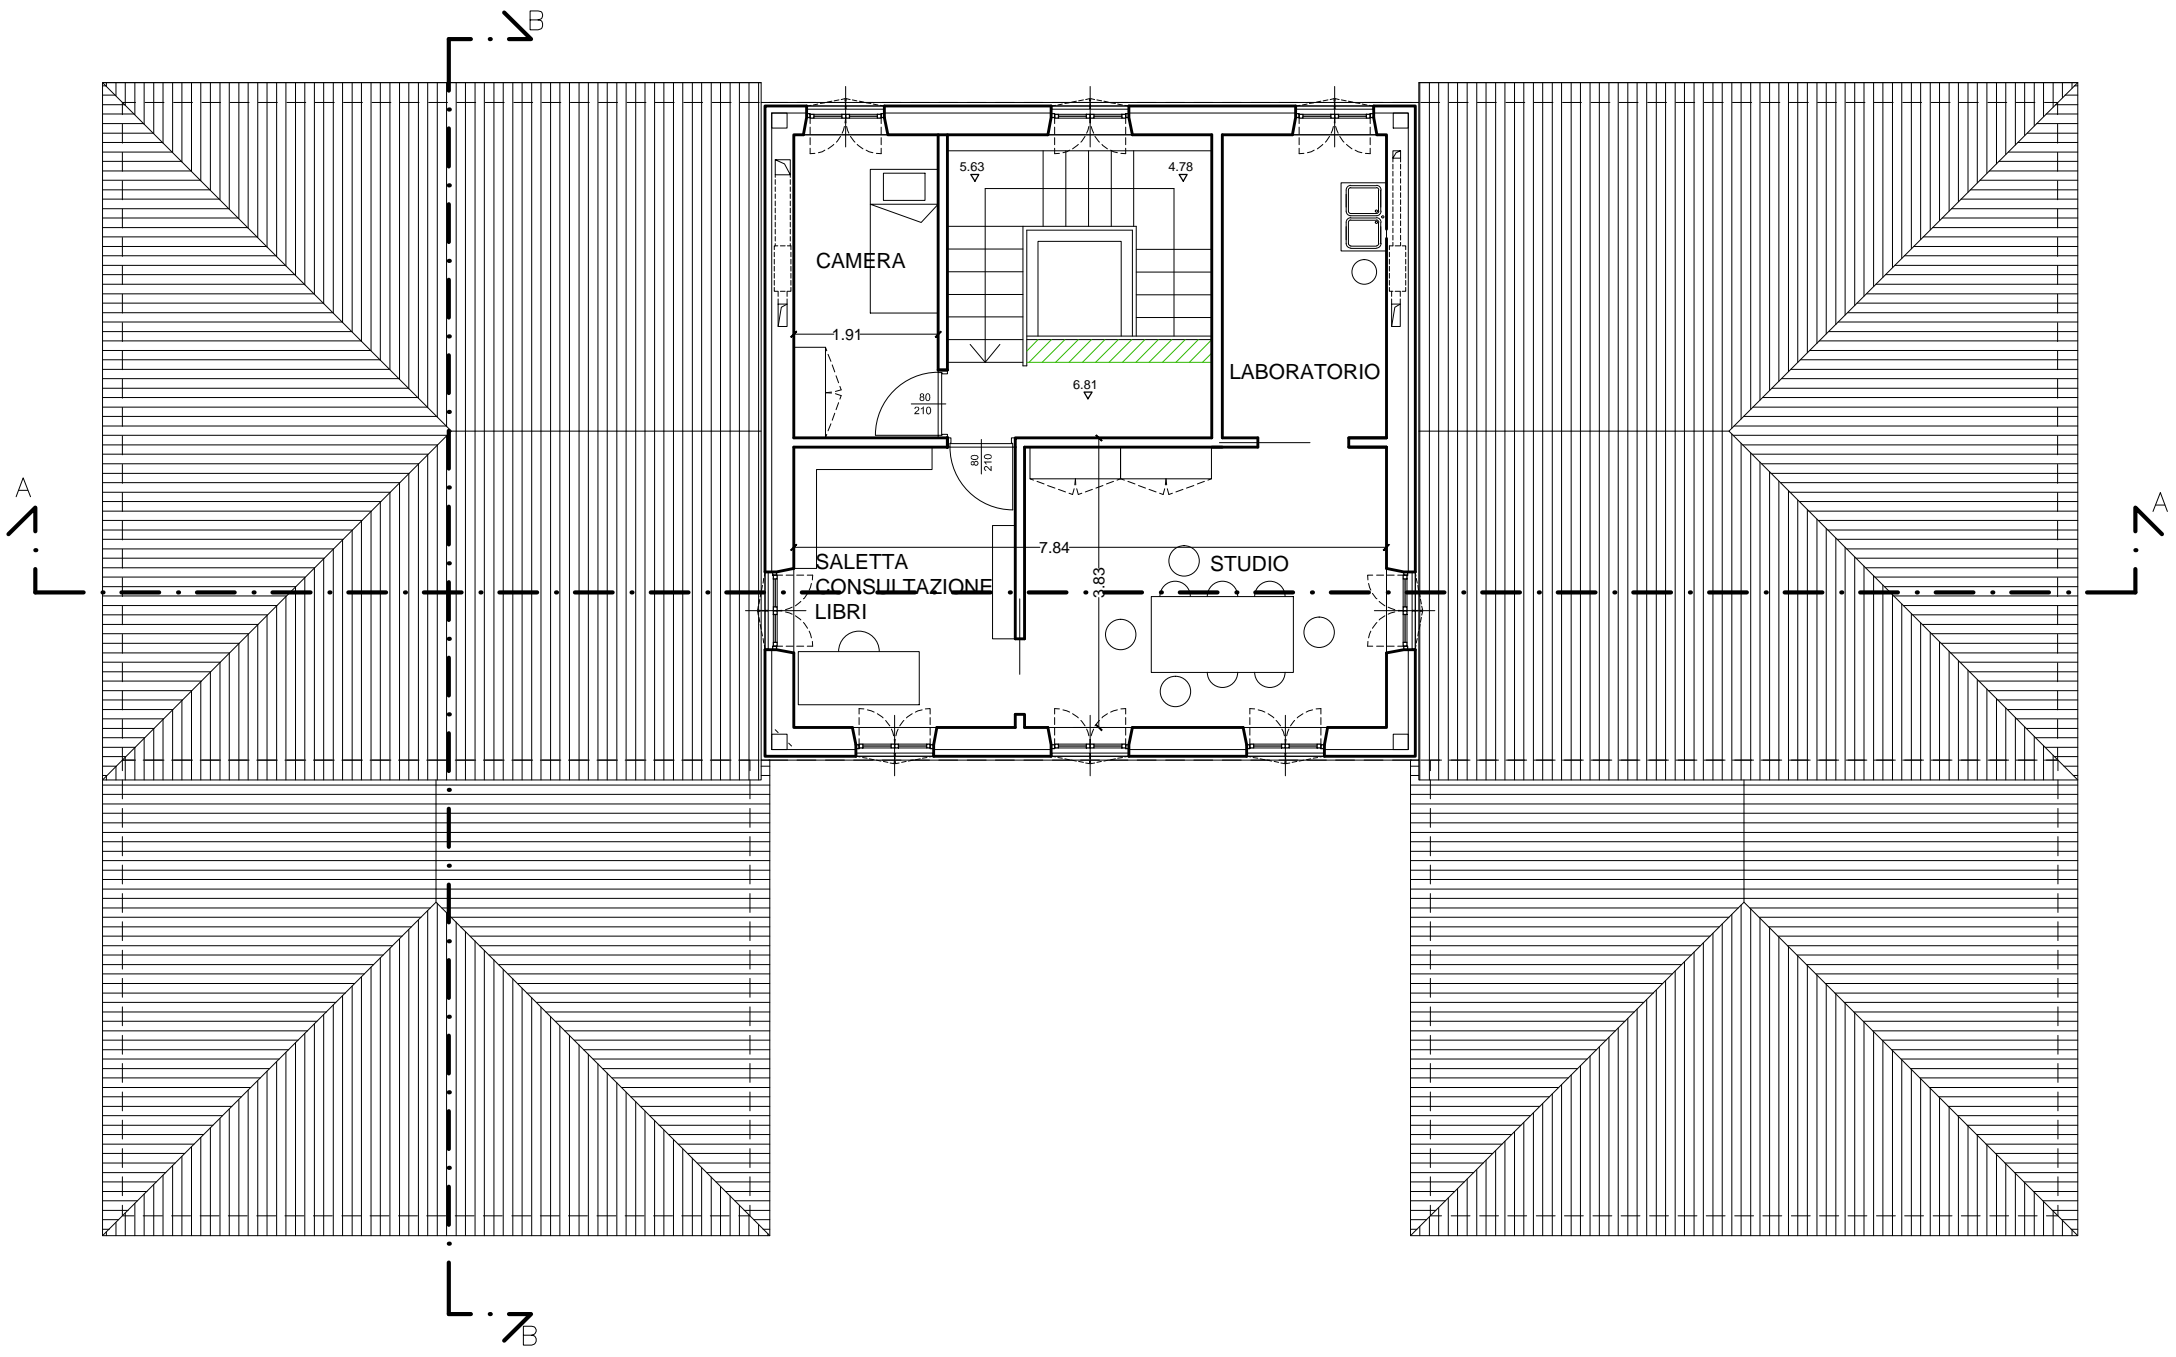 B
5.63
4.78
CAMERA
1.91
LABORATORIO
6.81
80
210
80
210
A
A
7.84
3.83
SALETTA
CONSULTAZIONE
LIBRI
STUDIO
B